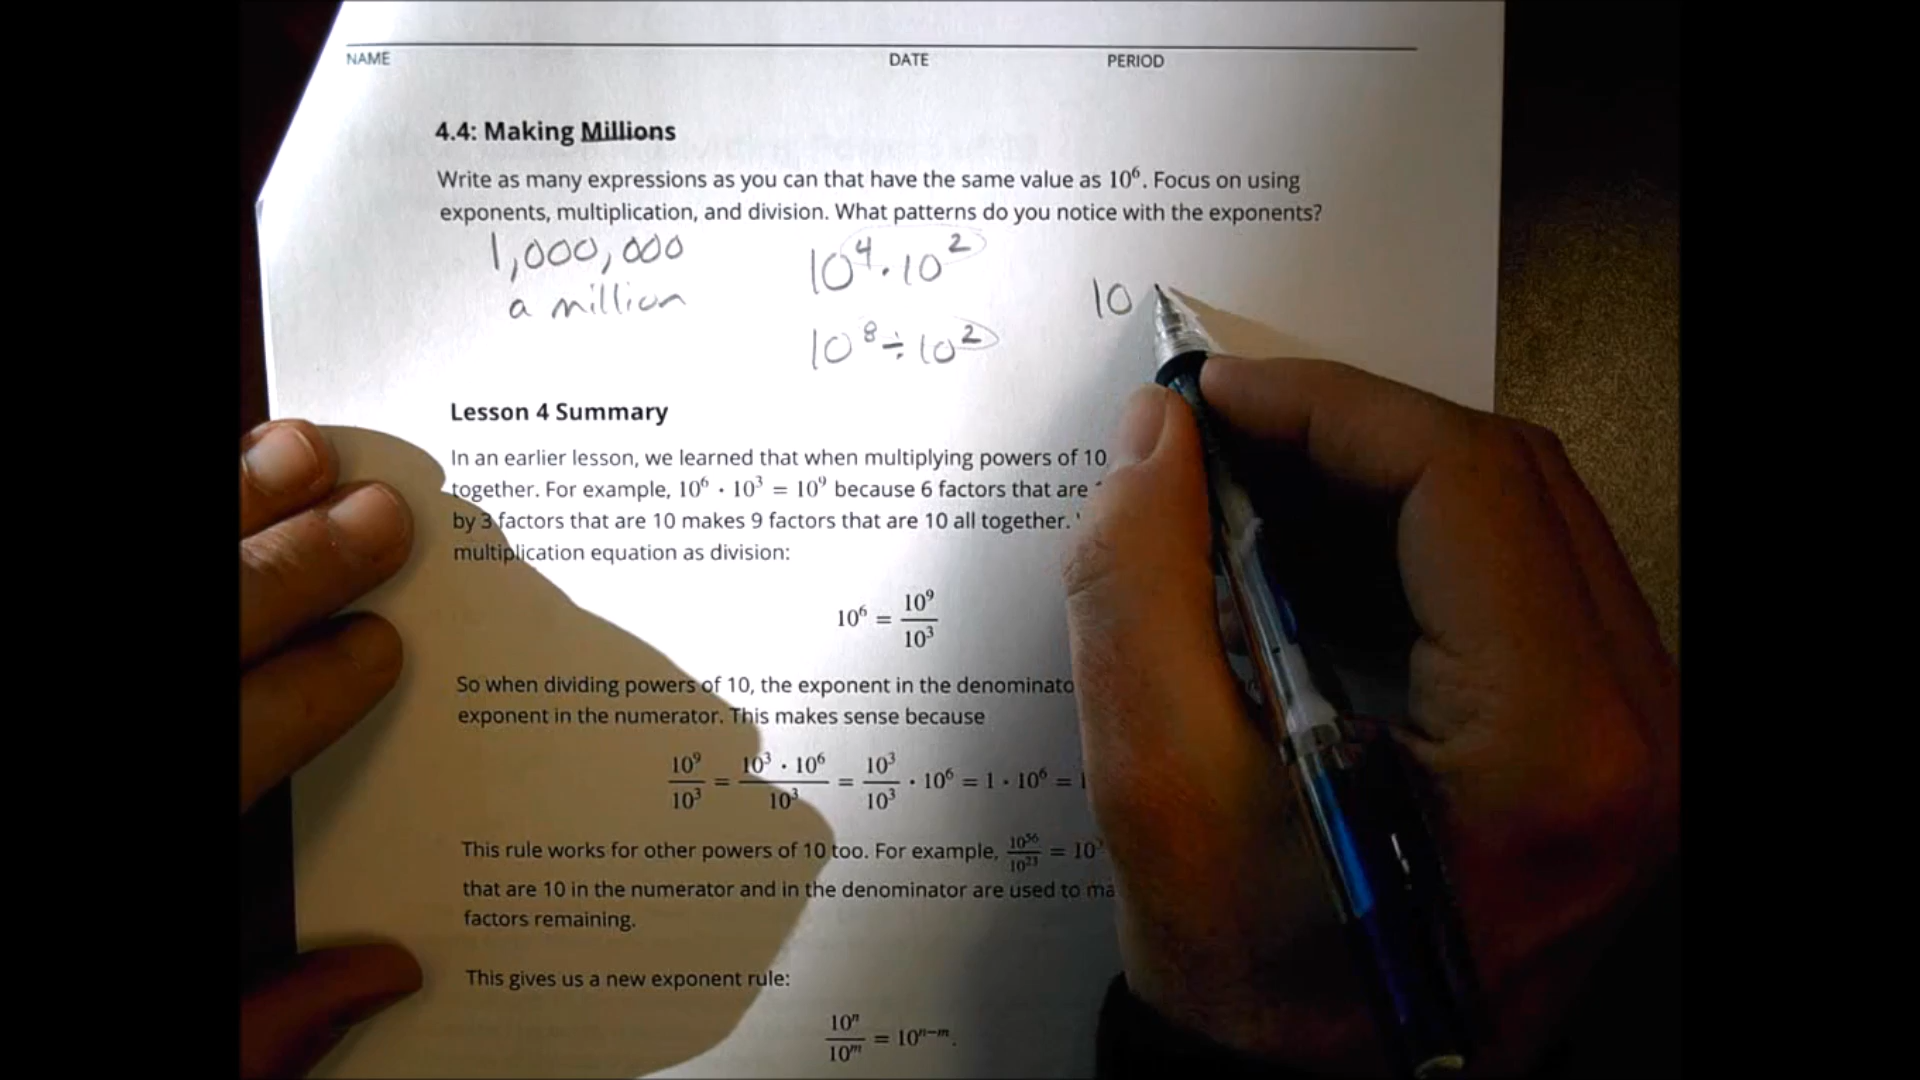 NAME DATE PERIOD
4.4: Making Millions
Write as many expressions as you can that have the same value as 10⁶. Focus on using
exponents, multiplication, and division. What patterns do you notice with the exponents?
1,000,000
a million
10⁴·10²
10⁸÷10²
10
Lesson 4 Summary
In an earlier lesson, we learned that when multiplying powers of 10
together. For example, 10⁶ · 10³ = 10⁹ because 6 factors that are
by 3 factors that are 10 makes 9 factors that are 10 all together.
multiplication equation as division:
10⁶ = 10⁹/10³
So when dividing powers of 10, the exponent in the
exponent in the numerator. This makes sense because
10⁹/10³ = 10³ · 10⁶/10³ = 10³/10³ · 10⁶ = 1 · 10⁶ =
This rule works for other powers of 10 too. For example, 10⁵⁶/10²³ = 10
that are 10 in the numerator and in the denominator are used to
factors remaining.
This gives us a new exponent rule:
10ⁿ/10ᵐ = 10ⁿ⁻ᵐ.